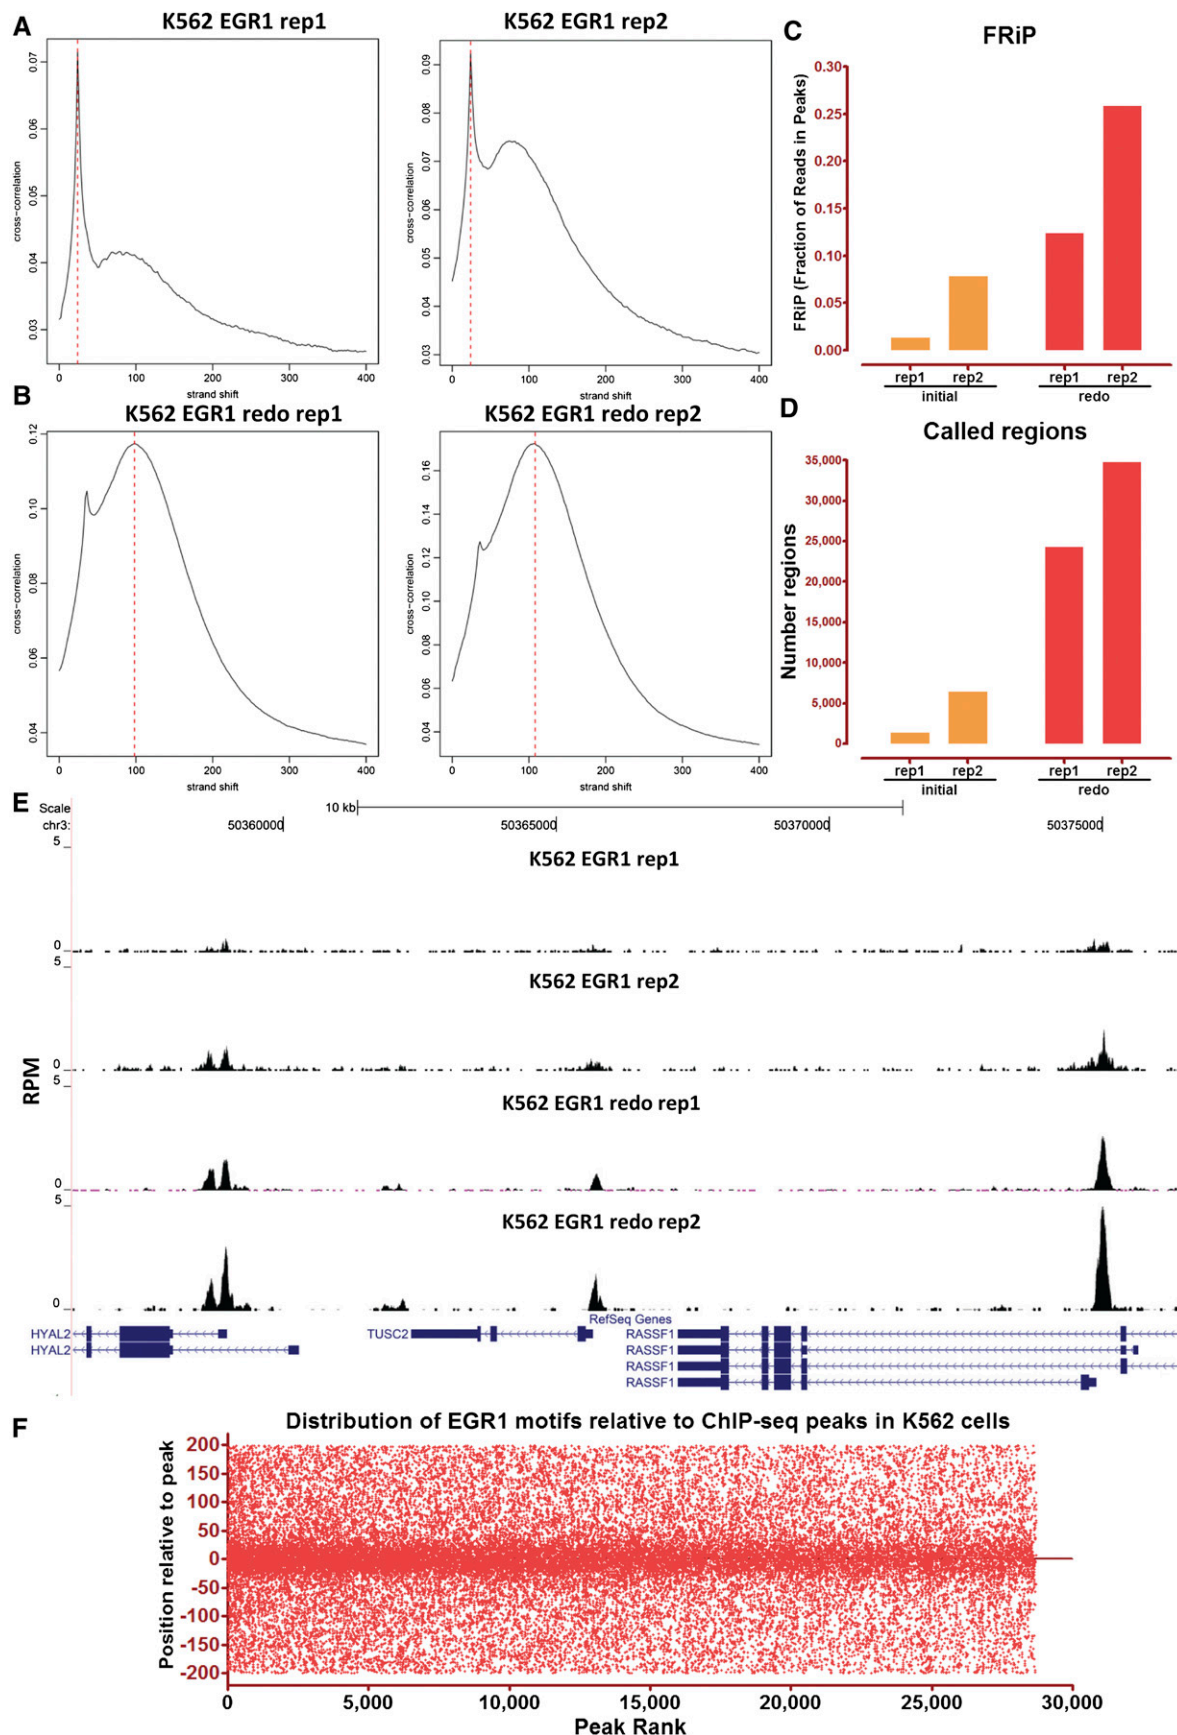 A
K562 EGR1 rep1
K562 EGR1 rep2
cross-correlation
0.07
0.06
0.05
0.04
0.03
0 100 200 300 400
strand shift
cross-correlation
0.09
0.08
0.07
0.06
0.05
0.04
0.03
0 100 200 300 400
strand shift
B
K562 EGR1 redo rep1
K562 EGR1 redo rep2
cross-correlation
0.12
0.10
0.08
0.06
0.04
0 100 200 300 400
strand shift
cross-correlation
0.16
0.14
0.12
0.10
0.08
0.06
0.04
0 100 200 300 400
strand shift
C
FRiP
FRiP (Fraction of Reads in Peaks)
0.30
0.25
0.20
0.15
0.10
0.05
0.00
rep1 rep2 rep1 rep2
initial redo
D
Called regions
Number regions
35,000
30,000
25,000
20,000
15,000
10,000
5,000
0
rep1 rep2 rep1 rep2
initial redo
E
Scale 10 kb
chr3: 50360000 50365000 50370000 50375000
RPM
5
K562 EGR1 rep1
0
5
K562 EGR1 rep2
0
5
K562 EGR1 redo rep1
0
5
K562 EGR1 redo rep2
0
RefSeq Genes
HYAL2 TUSC2 RASSF1
HYAL2 RASSF1
RASSF1
RASSF1
F
Distribution of EGR1 motifs relative to ChIP-seq peaks in K562 cells
Position relative to peak
200
150
100
50
0
-50
-100
-150
-200
0 5,000 10,000 15,000 20,000 25,000 30,000
Peak Rank